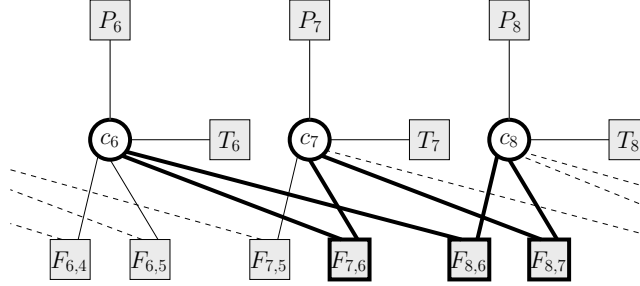 P₆ P₇ P₈
c₆ T₆ c₇ T₇ c₈ T₈
F₆,₄ F₆,₅ F₇,₅ F₇,₆ F₈,₆ F₈,₇